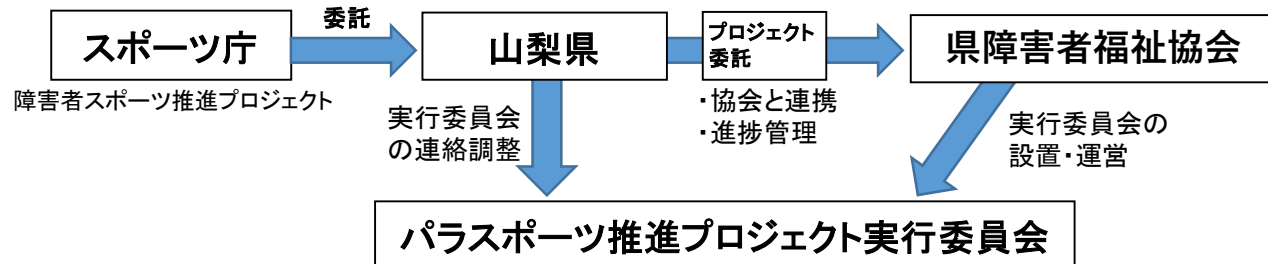 委託
スポーツ庁
障害者スポーツ推進プロジェクト
山梨県
プロジェクト
委託
・協会と連携
・進捗管理
県障害者福祉協会
実行委員会
の連絡調整
実行委員会の
設置・運営
パラスポーツ推進プロジェクト実行委員会